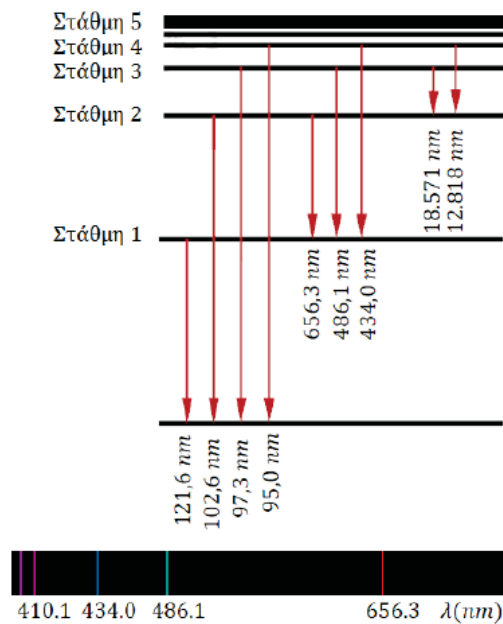 Στάθμη 5
Στάθμη 4
Στάθμη 3
Στάθμη 2
Στάθμη 1
18.571 nm
12.818 nm
656,3 nm
486,1 nm
434,0 nm
121,6 nm
102,6 nm
97,3 nm
95,0 nm
410.1 434.0 486.1 656.3 λ(nm)